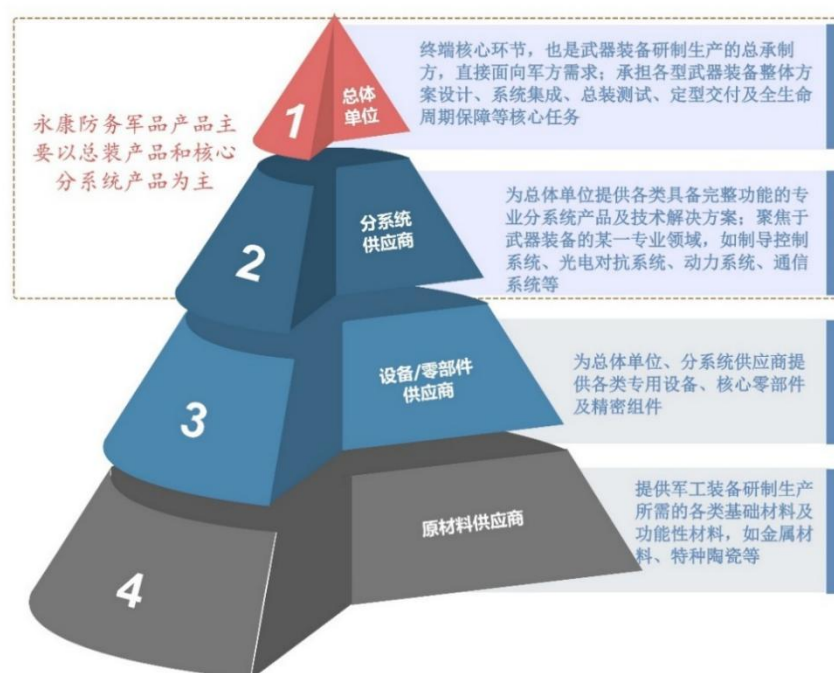 终端核心环节，也是武器装备研制生产的总承制
方，直接面向军方需求；承担各型武器装备整体方
案设计、系统集成、总装测试、定型交付及全生命
周期保障等核心任务
1
总体
单位
永康防务军品产品主
要以总装产品和核心
分系统产品为主
2
分系统
供应商
为总体单位提供各类具备完整功能的专
业分系统产品及技术解决方案；聚焦于
武器装备的某一专业领域，如制导控制
系统、光电对抗系统、动力系统、通信
系统等
3
设备/零部件
供应商
为总体单位、分系统供应商提
供各类专用设备、核心零部件
及精密组件
4
原材料供应商
提供军工装备研制生产
所需的各类基础材料及
功能性材料，如金属材
料、特种陶瓷等